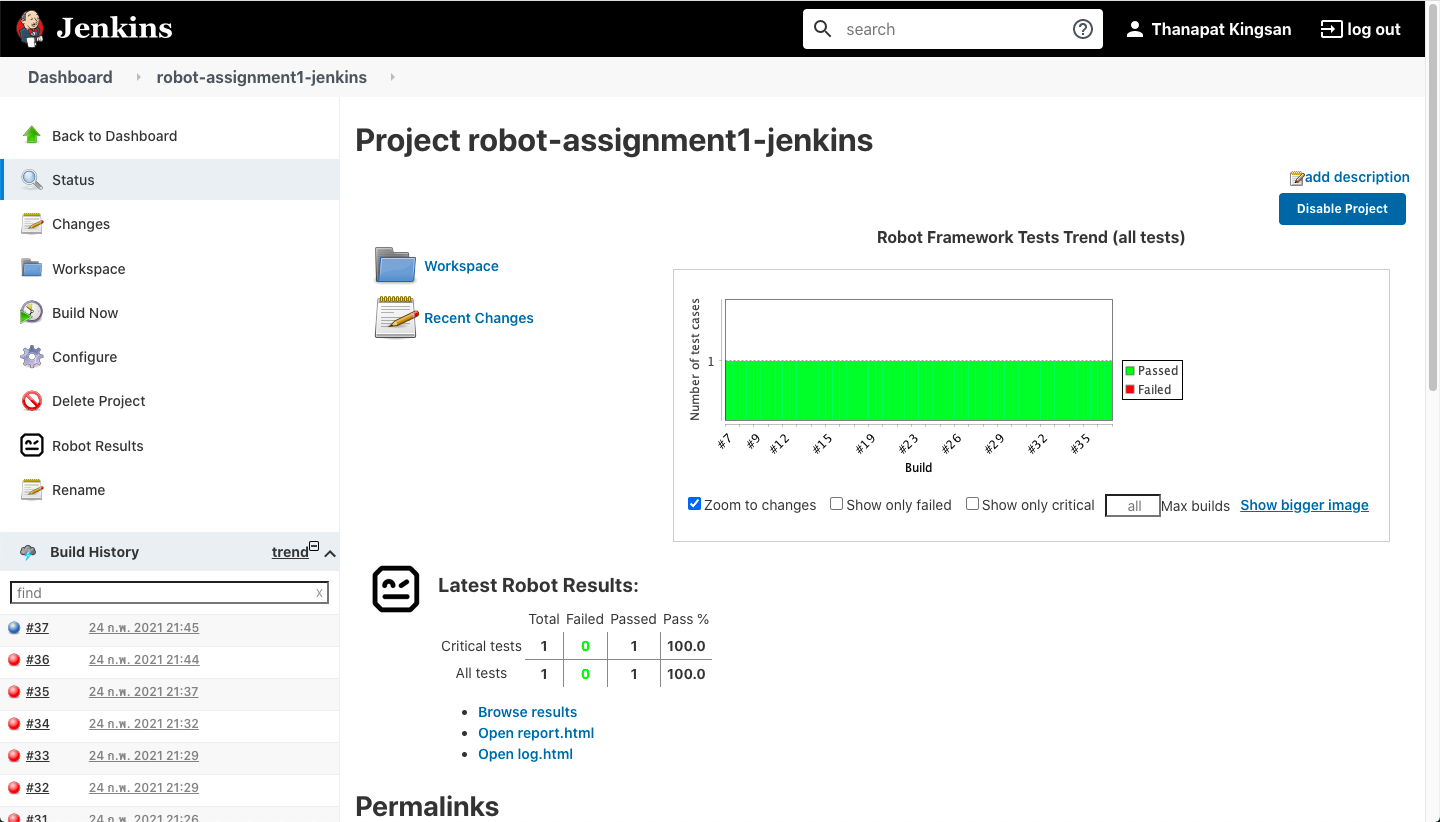 Jenkins
search
Thanapat Kingsan
log out
Dashboard
robot-assignment1-jenkins
Back to Dashboard
Status
Changes
Workspace
Build Now
Configure
Delete Project
Robot Results
Rename
Build History
trend
find
x
#37 24 ก.พ. 2021 21:45
#36 24 ก.พ. 2021 21:44
#35 24 ก.พ. 2021 21:37
#34 24 ก.พ. 2021 21:32
#33 24 ก.พ. 2021 21:29
#32 24 ก.พ. 2021 21:29
#31 24 ก.พ. 2021 21:26
Project robot-assignment1-jenkins
add description
Disable Project
Workspace
Recent Changes
Robot Framework Tests Trend (all tests)
Number of test cases
1
Passed
Failed
#7 #9 #12 #15 #19 #23 #26 #29 #32 #35
Build
Zoom to changes Show only failed Show only critical all Max builds Show bigger image
Latest Robot Results:
Total Failed Passed Pass %
Critical tests 1 0 1 100.0
All tests 1 0 1 100.0
Browse results
Open report.html
Open log.html
Permalinks